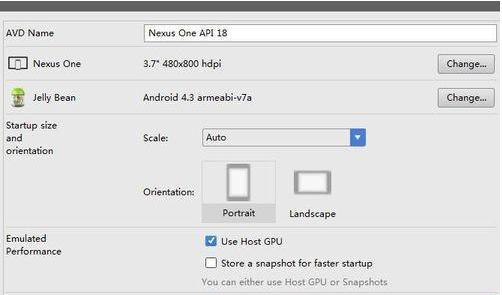 AVD Name
Nexus One API 18
Nexus One
3.7" 480x800 hdpi
Change...
Jelly Bean
Android 4.3 armeabi-v7a
Change...
Startup size
and
orientation
Scale:
Auto
Orientation:
Portrait
Landscape
Emulated
Performance
Use Host GPU
Store a snapshot for faster startup
You can either use Host GPU or Snapshots